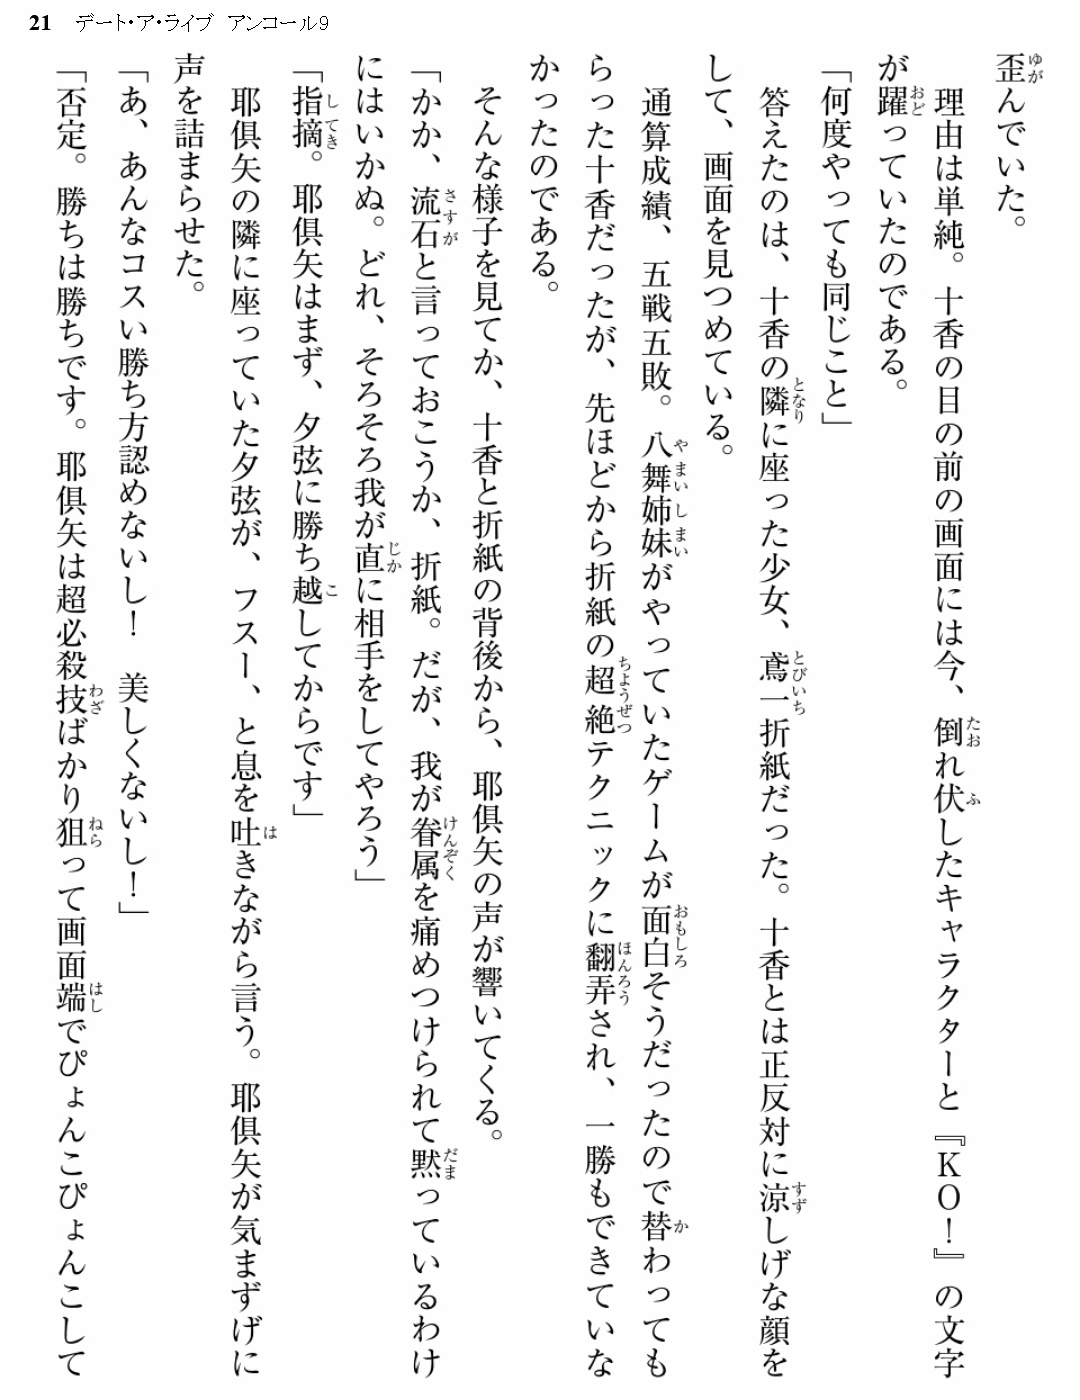 21 デート・ア・ライブ アンコール9
歪んでいた。
理由は単純。十香の目の前の画面には今、倒れ伏したキャラクターと『KO！』の文字
が躍っていたのである。
「何度やっても同じこと」
答えたのは、十香の隣に座った少女、鳶一折紙だった。十香とは正反対に涼しげな顔を
して、画面を見つめている。
通算成績、五戦五敗。八舞姉妹がやっていたゲームが面白そうだったので替わっても
らった十香だったが、先ほどから折紙の超絶テクニックに翻弄され、一勝もできていな
かったのである。
そんな様子を見てか、十香と折紙の背後から、耶倶矢の声が響いてくる。
「かか、流石と言っておこうか、折紙。だが、我が眷属を痛めつけられて黙っているわけ
にはいかぬ。どれ、そろそろ我が直に相手をしてやろう」
「指摘。耶倶矢はまず、夕弦に勝ち越してからです」
耶倶矢の隣に座っていた夕弦が、フスー、と息を吐きながら言う。耶倶矢が気まずげに
声を詰まらせた。
「あ、あんなコスい勝ち方認めないし！　美しくないし！」
「否定。勝ちは勝ちです。耶倶矢は超必殺技ばかり狙って画面端でぴょんこぴょんこして